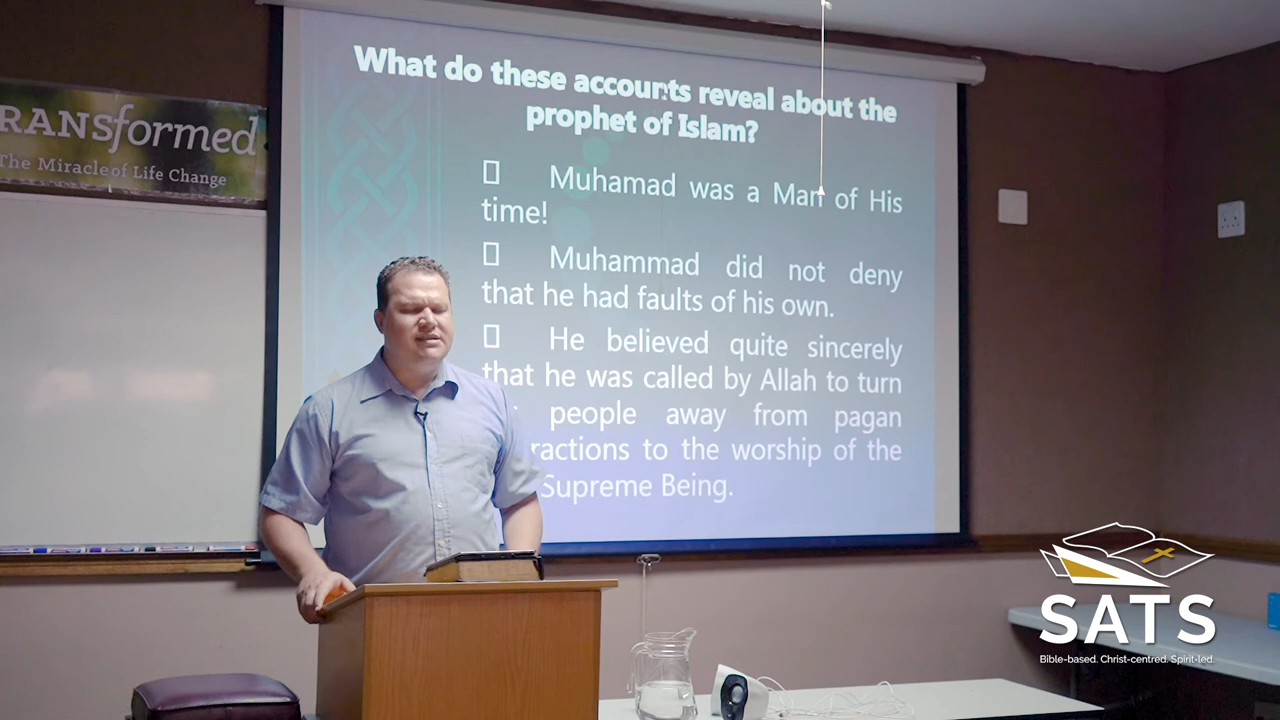 What do these accounts reveal about the
prophet of Islam?
Muhamad was a Man of His
time!
Muhammad did not deny
that he had faults of his own.
He believed quite sincerely
that he was called by Allah to turn
people away from pagan
ractions to the worship of the
Supreme Being.
RANsformed
The Miracle of Life Change
SATS
Bible-based. Christ-centred. Spirit-led.